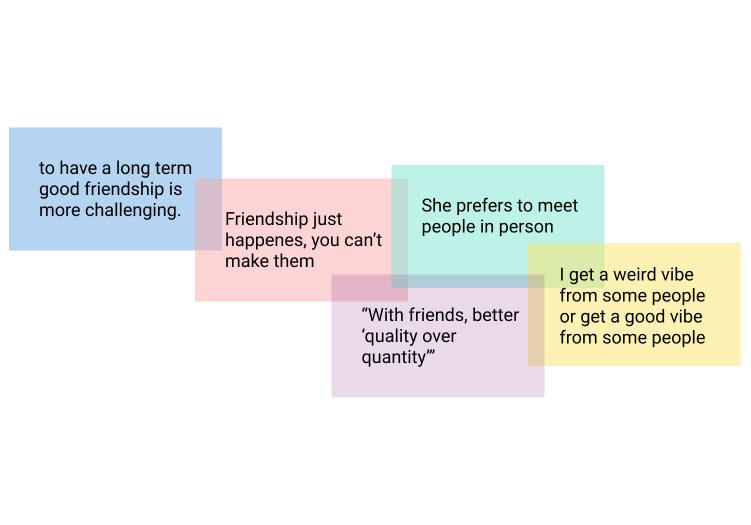 to have a long term
good friendship is
more challenging.
Friendship just
happenes, you can’t
make them
She prefers to meet
people in person
“With friends, better
‘quality over
quantity’”
I get a weird vibe
from some people
or get a good vibe
from some people